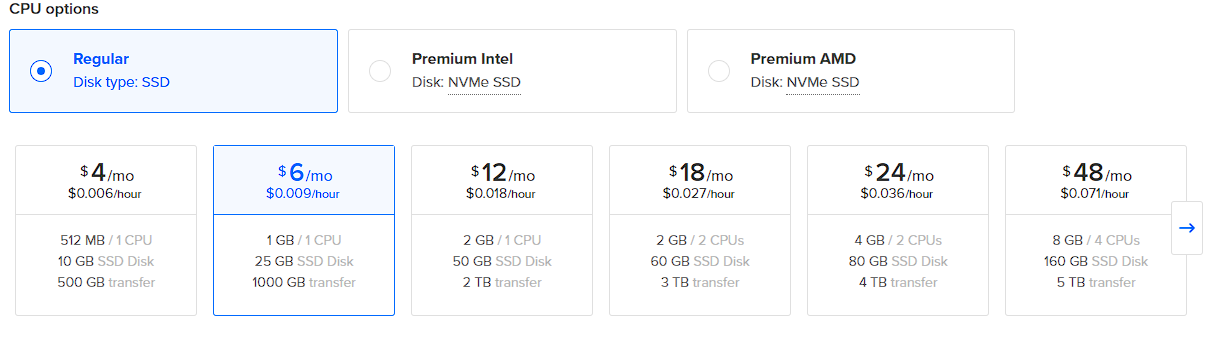 CPU options
Regular
Disk type: SSD
Premium Intel
Disk: NVMe SSD
Premium AMD
Disk: NVMe SSD
$4/mo
$0.006/hour
512 MB / 1 CPU
10 GB SSD Disk
500 GB transfer
$6/mo
$0.009/hour
1 GB / 1 CPU
25 GB SSD Disk
1000 GB transfer
$12/mo
$0.018/hour
2 GB / 1 CPU
50 GB SSD Disk
2 TB transfer
$18/mo
$0.027/hour
2 GB / 2 CPUs
60 GB SSD Disk
3 TB transfer
$24/mo
$0.036/hour
4 GB / 2 CPUs
80 GB SSD Disk
4 TB transfer
$48/mo
$0.071/hour
8 GB / 4 CPUs
160 GB SSD Disk
5 TB transfer